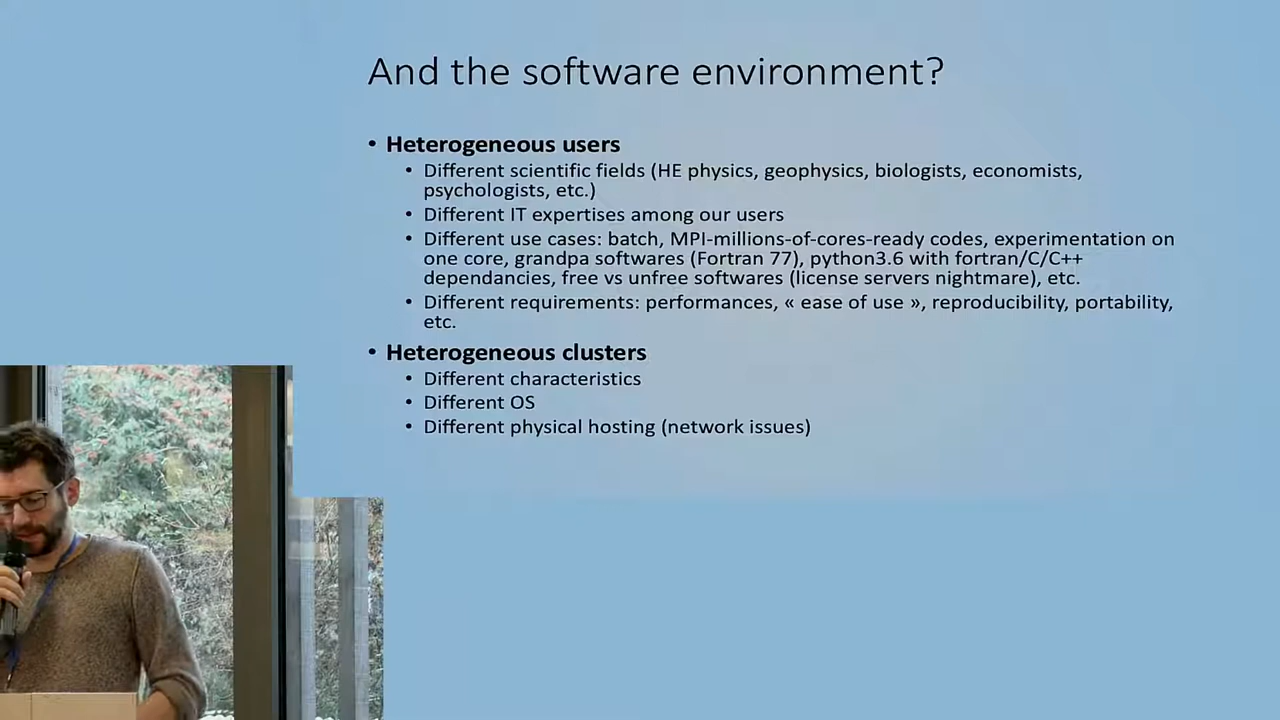 And the software environment?
• Heterogeneous users
• Different scientific fields (HE physics, geophysics, biologists, economists,
psychologists, etc.)
• Different IT expertises among our users
• Different use cases: batch, MPI-millions-of-cores-ready codes, experimentation on
one core, grandpa softwares (Fortran 77), python3.6 with fortran/C/C++
dependancies, free vs unfree softwares (license servers nightmare), etc.
• Different requirements: performances, « ease of use », reproducibility, portability,
etc.
• Heterogeneous clusters
• Different characteristics
• Different OS
• Different physical hosting (network issues)